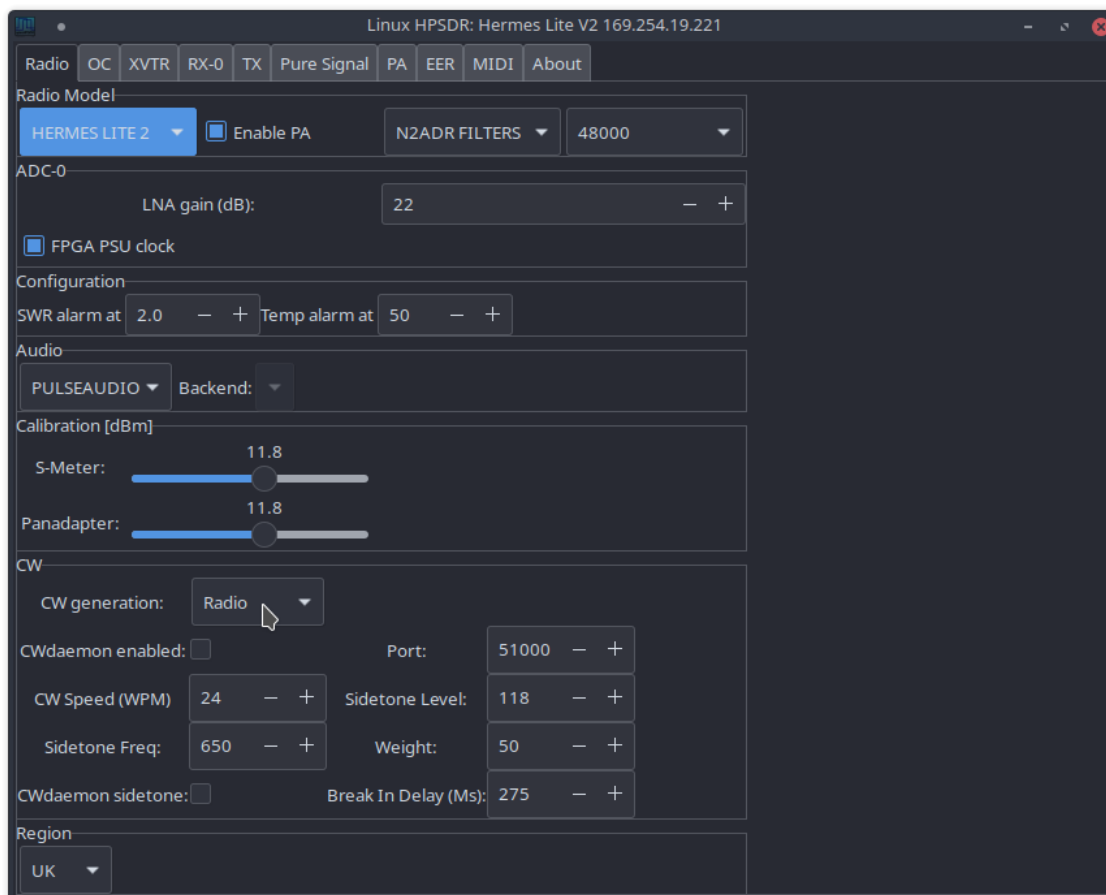 Linux HPSDR: Hermes Lite V2 169.254.19.221
Radio OC XVTR RX-0 TX Pure Signal PA EER MIDI About
Radio Model
HERMES LITE 2 Enable PA N2ADR FILTERS 48000
ADC-0
LNA gain (dB): 22 − +
FPGA PSU clock
Configuration
SWR alarm at 2.0 − + Temp alarm at 50 − +
Audio
PULSEAUDIO Backend:
Calibration [dBm]
11.8
S-Meter:
11.8
Panadapter:
CW
CW generation: Radio
CWdaemon enabled: Port: 51000 − +
CW Speed (WPM) 24 − + Sidetone Level: 118 − +
Sidetone Freq: 650 − + Weight: 50 − +
CWdaemon sidetone: Break In Delay (Ms): 275 − +
Region
UK